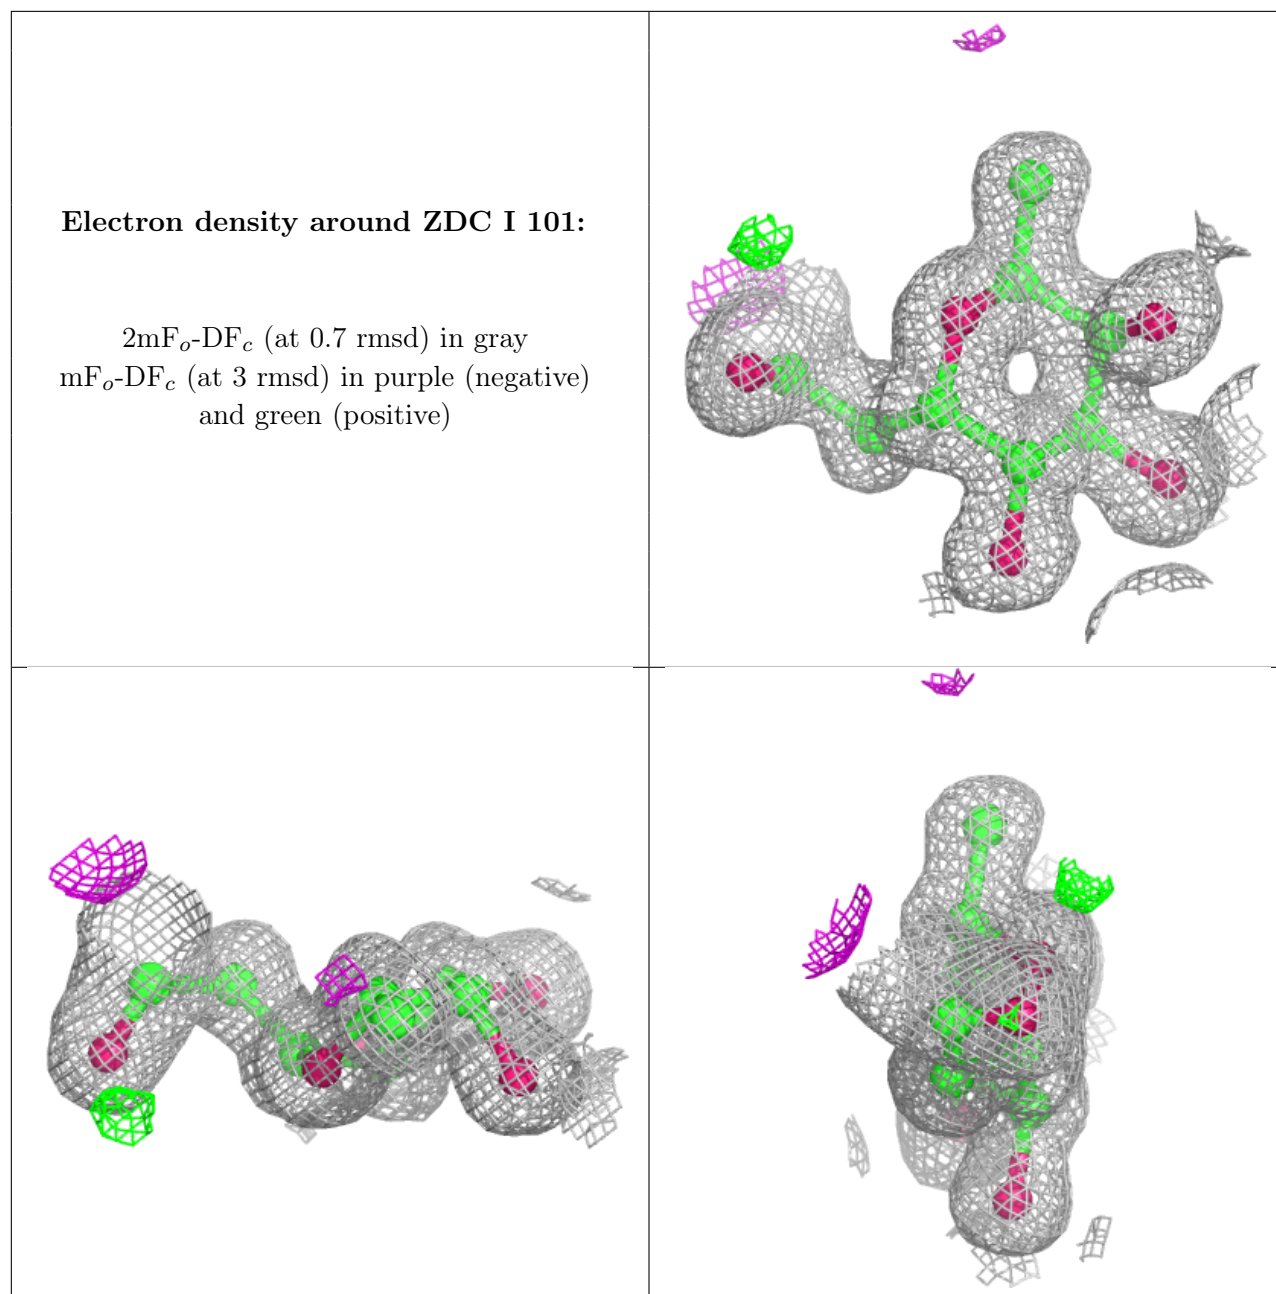 Electron density around ZDC I 101:
2mFo-DFc (at 0.7 rmsd) in gray
mFo-DFc (at 3 rmsd) in purple (negative)
and green (positive)